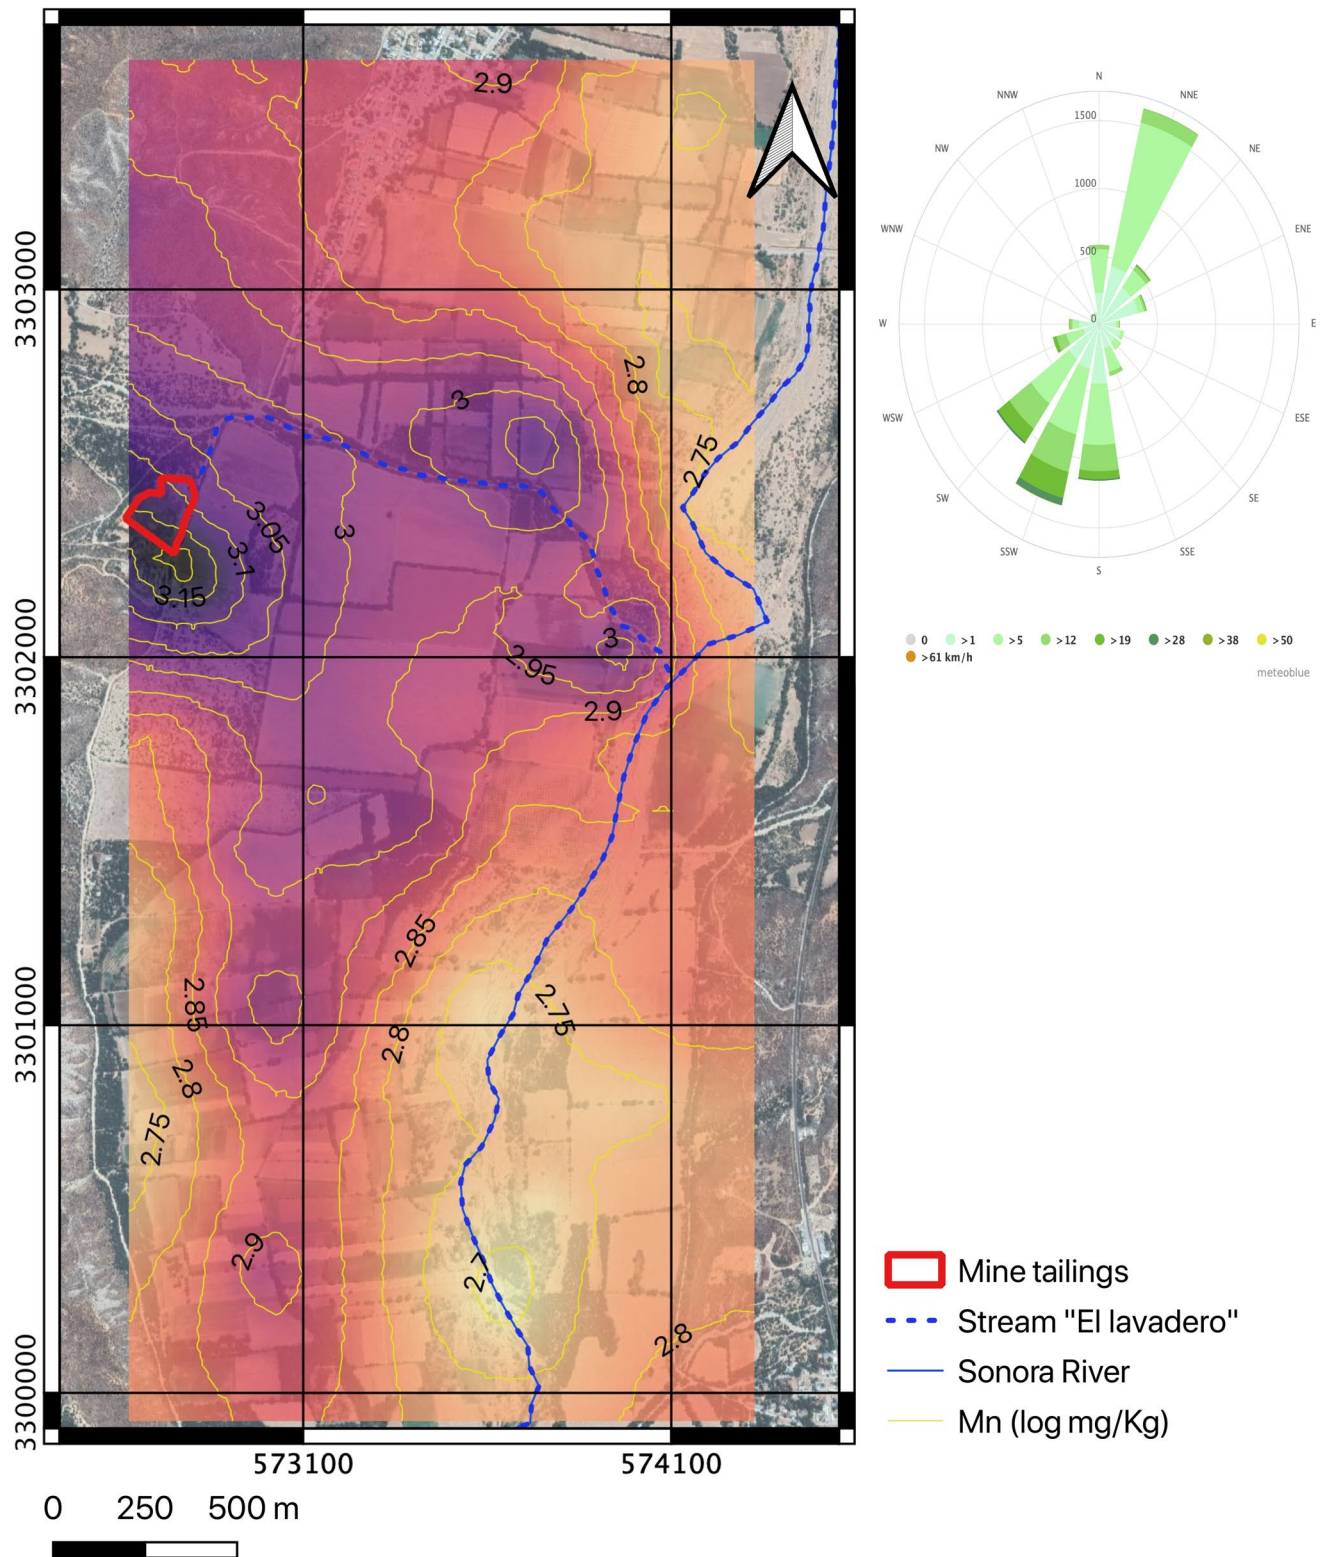 2.9
3
2.8
2.75
3.05
3
3.7
3.15
3
2.95
2.9
2.85
2.75
2.85
2.8
2.8
2.75
2.9
2.7
2.8
3303000
3302000
3301000
3300000
573100
574100
0 250 500 m
N
NNW NNE
1500
NW NE
1000
WNW ENE
500
W 0 E
WSW ESE
SW SE
SSW SSE
S
0 >1 >5 >12 >19 >28 >38 >50
>61 km/h
meteoblue
Mine tailings
Stream "El lavadero"
Sonora River
Mn (log mg/Kg)